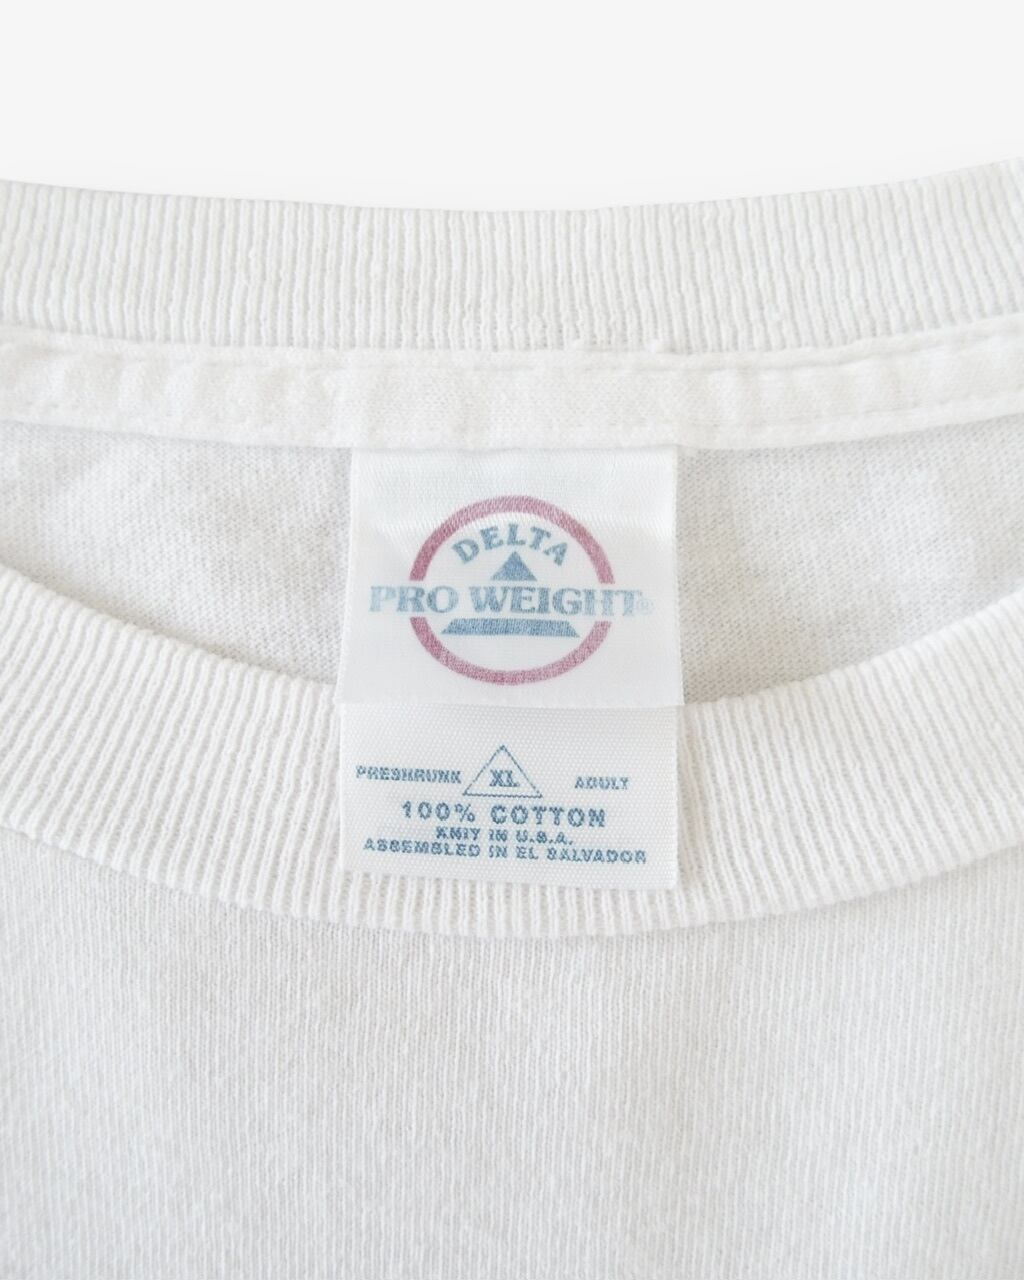 DELTA
PRO WEIGHT®
PRESHRUNK XL ADULT
100% COTTON
KNIT IN U.S.A.
ASSEMBLED IN EL SALVADOR